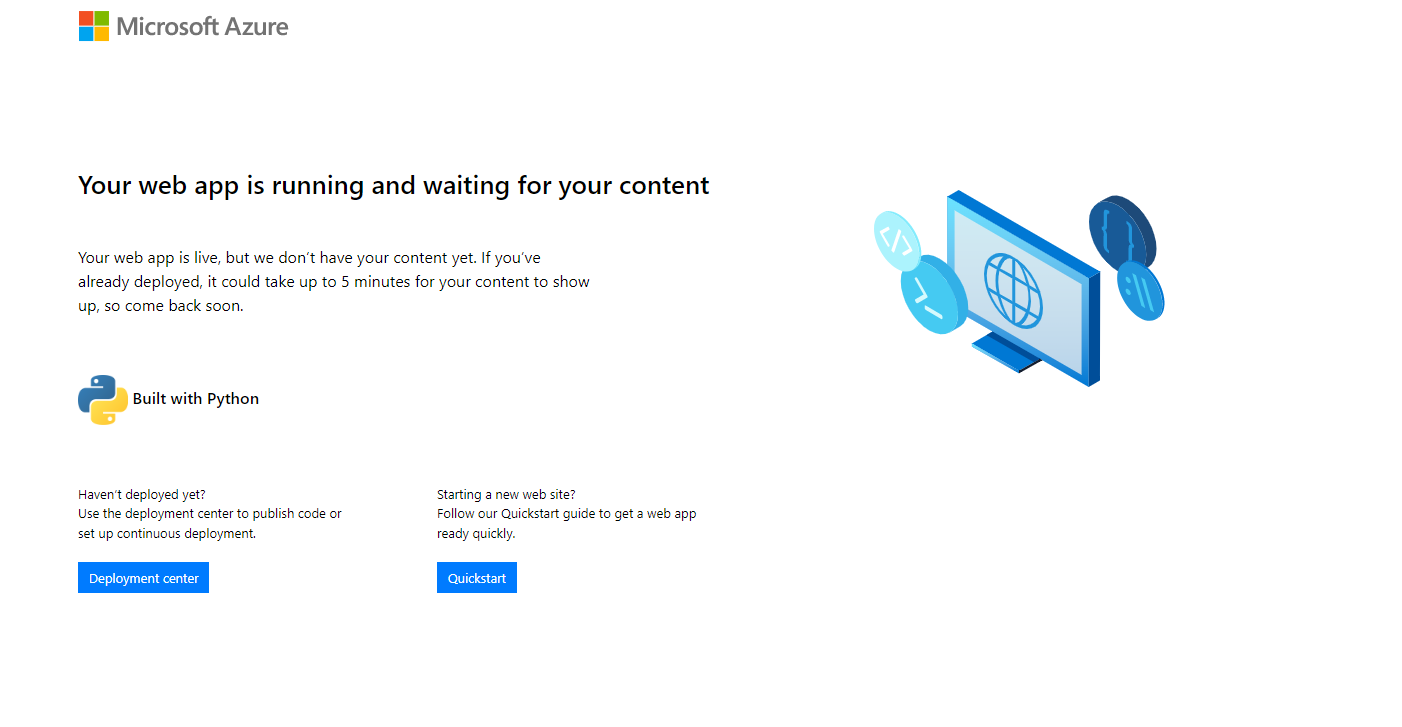 Microsoft Azure
Your web app is running and waiting for your content
Your web app is live, but we don’t have your content yet. If you’ve
already deployed, it could take up to 5 minutes for your content to show
up, so come back soon.
Built with Python
Haven’t deployed yet?
Use the deployment center to publish code or
set up continuous deployment.
Deployment center
Starting a new web site?
Follow our Quickstart guide to get a web app
ready quickly.
Quickstart